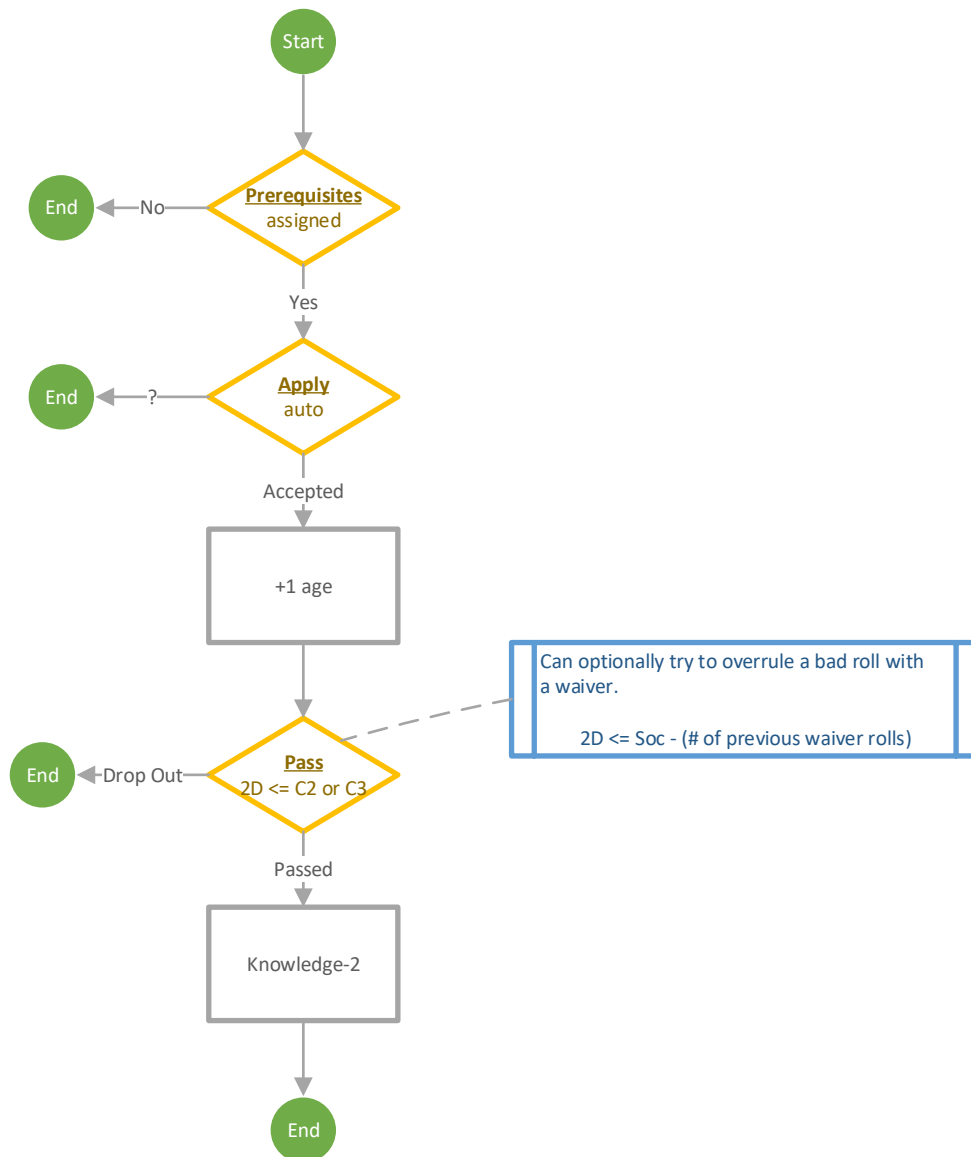 Start
Prerequisites
assigned
No
End
Yes
Apply
auto
?
End
Accepted
+1 age
Can optionally try to overrule a bad roll with
a waiver.
2D <= Soc - (# of previous waiver rolls)
Pass
2D <= C2 or C3
Drop Out
End
Passed
Knowledge-2
End